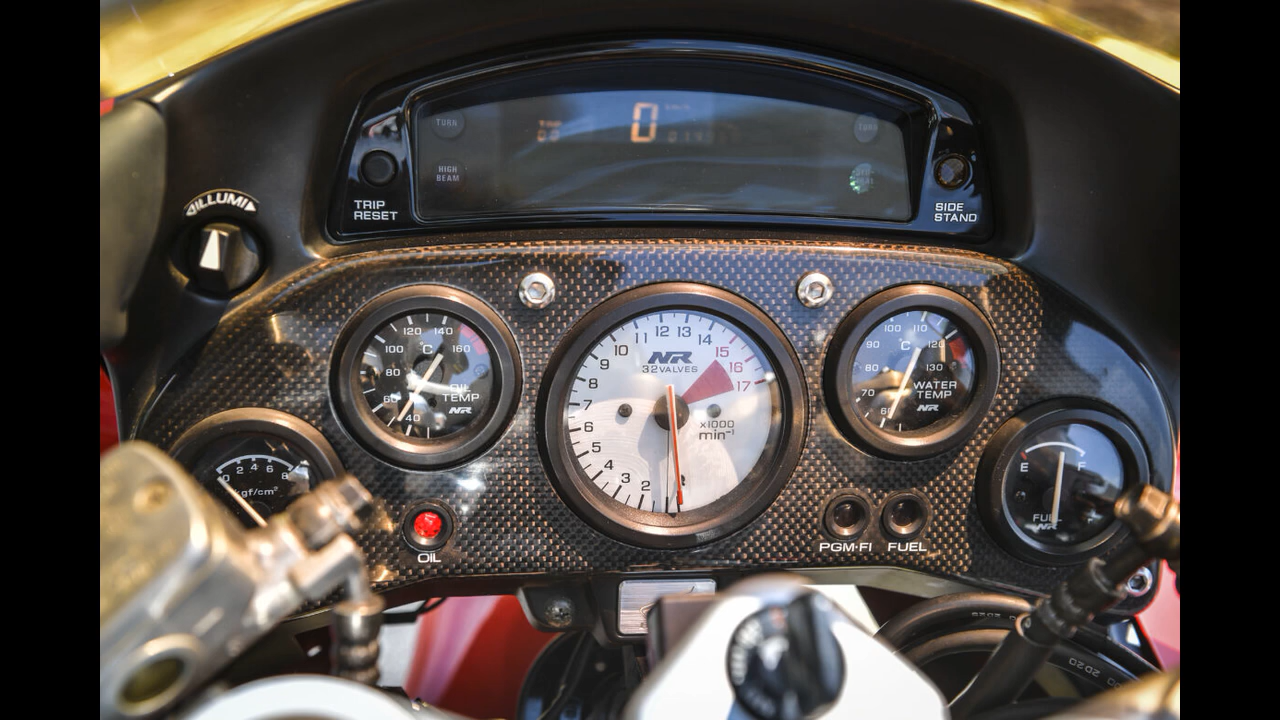 TURN
TRIP
0
TURN
HIGH
BEAM
TRIP
RESET
SIDE
STAND
ILLUMI
120 140
100 °C 160
80
60 40
OIL
TEMP
NR
11 12 13 14
10 15
9 16
8 17
7
6
5
4
3
2
NR
32VALVES
x1000
min-1
100 110
90 °C 120
80 130
70
60
WATER
TEMP
NR
0 2 4 6 8
kgf/cm²
E F
FUEL
NR
OIL
PGM-FI
FUEL